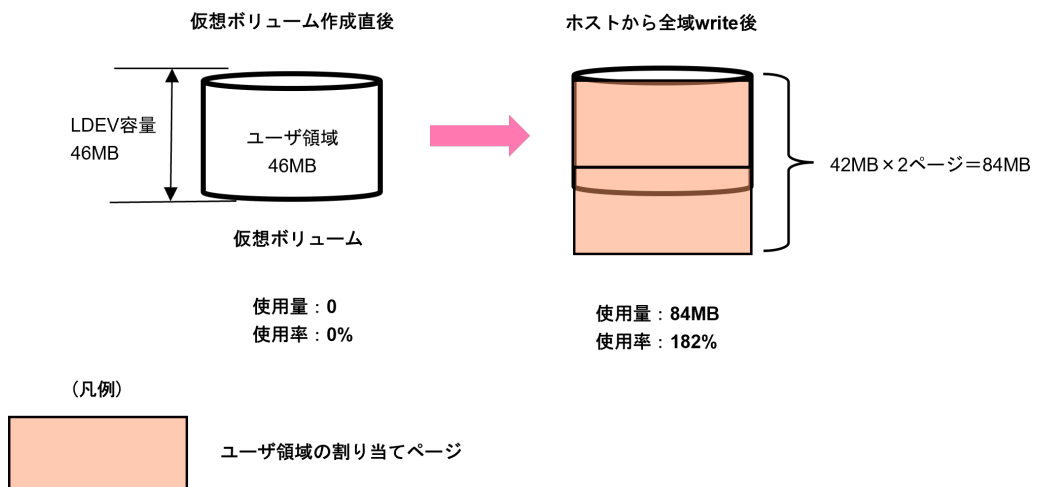 仮想ボリューム作成直後
ホストから全域write後
LDEV容量
46MB
ユーザ領域
46MB
42MB×2ページ＝84MB
仮想ボリューム
使用量：0
使用率：0%
使用量：84MB
使用率：182%
（凡例）
ユーザ領域の割り当てページ